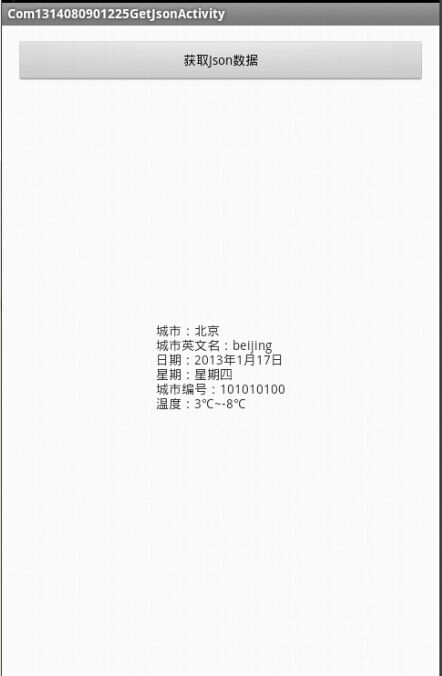 Com1314080901225GetJsonActivity
获取Json数据
城市：北京
城市英文名：beijing
日期：2013年1月17日
星期：星期四
城市编号：101010100
温度：3℃~-8℃